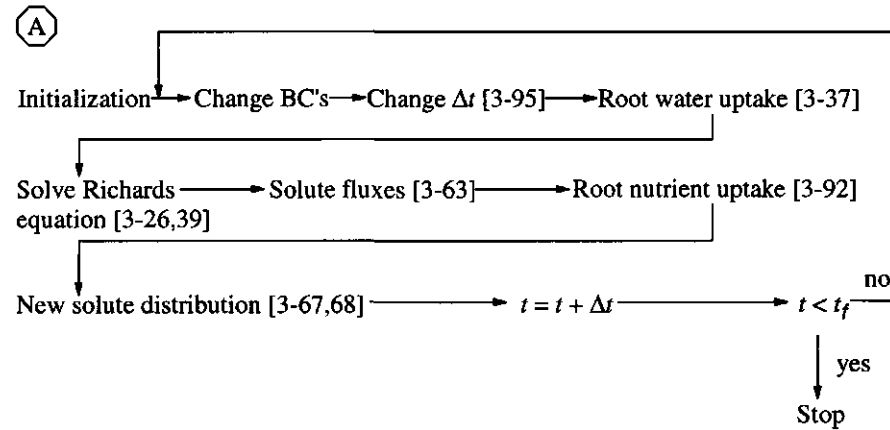 A
Initialization Change BC's Change Δt [3-95] Root water uptake [3-37]
Solve Richards Solute fluxes [3-63] Root nutrient uptake [3-92]
equation [3-26,39]
New solute distribution [3-67,68] t = t + Δt t < t_f no
yes
Stop